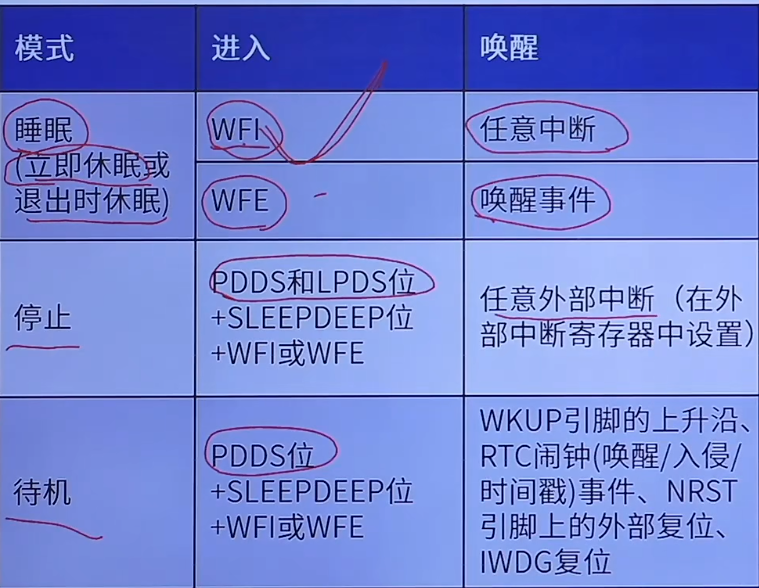 模式
进入
唤醒
睡眠
(立即休眠或
退出时休眠)
WFI
任意中断
WFE
唤醒事件
停止
PDDS和LPDS位
+SLEEPDEEP位
+WFI或WFE
任意外部中断（在外
部中断寄存器中设置）
待机
PDDS位
+SLEEPDEEP位
+WFI或WFE
WKUP引脚的上升沿、
RTC闹钟(唤醒/入侵/
时间戳)事件、NRST
引脚上的外部复位、
IWDG复位